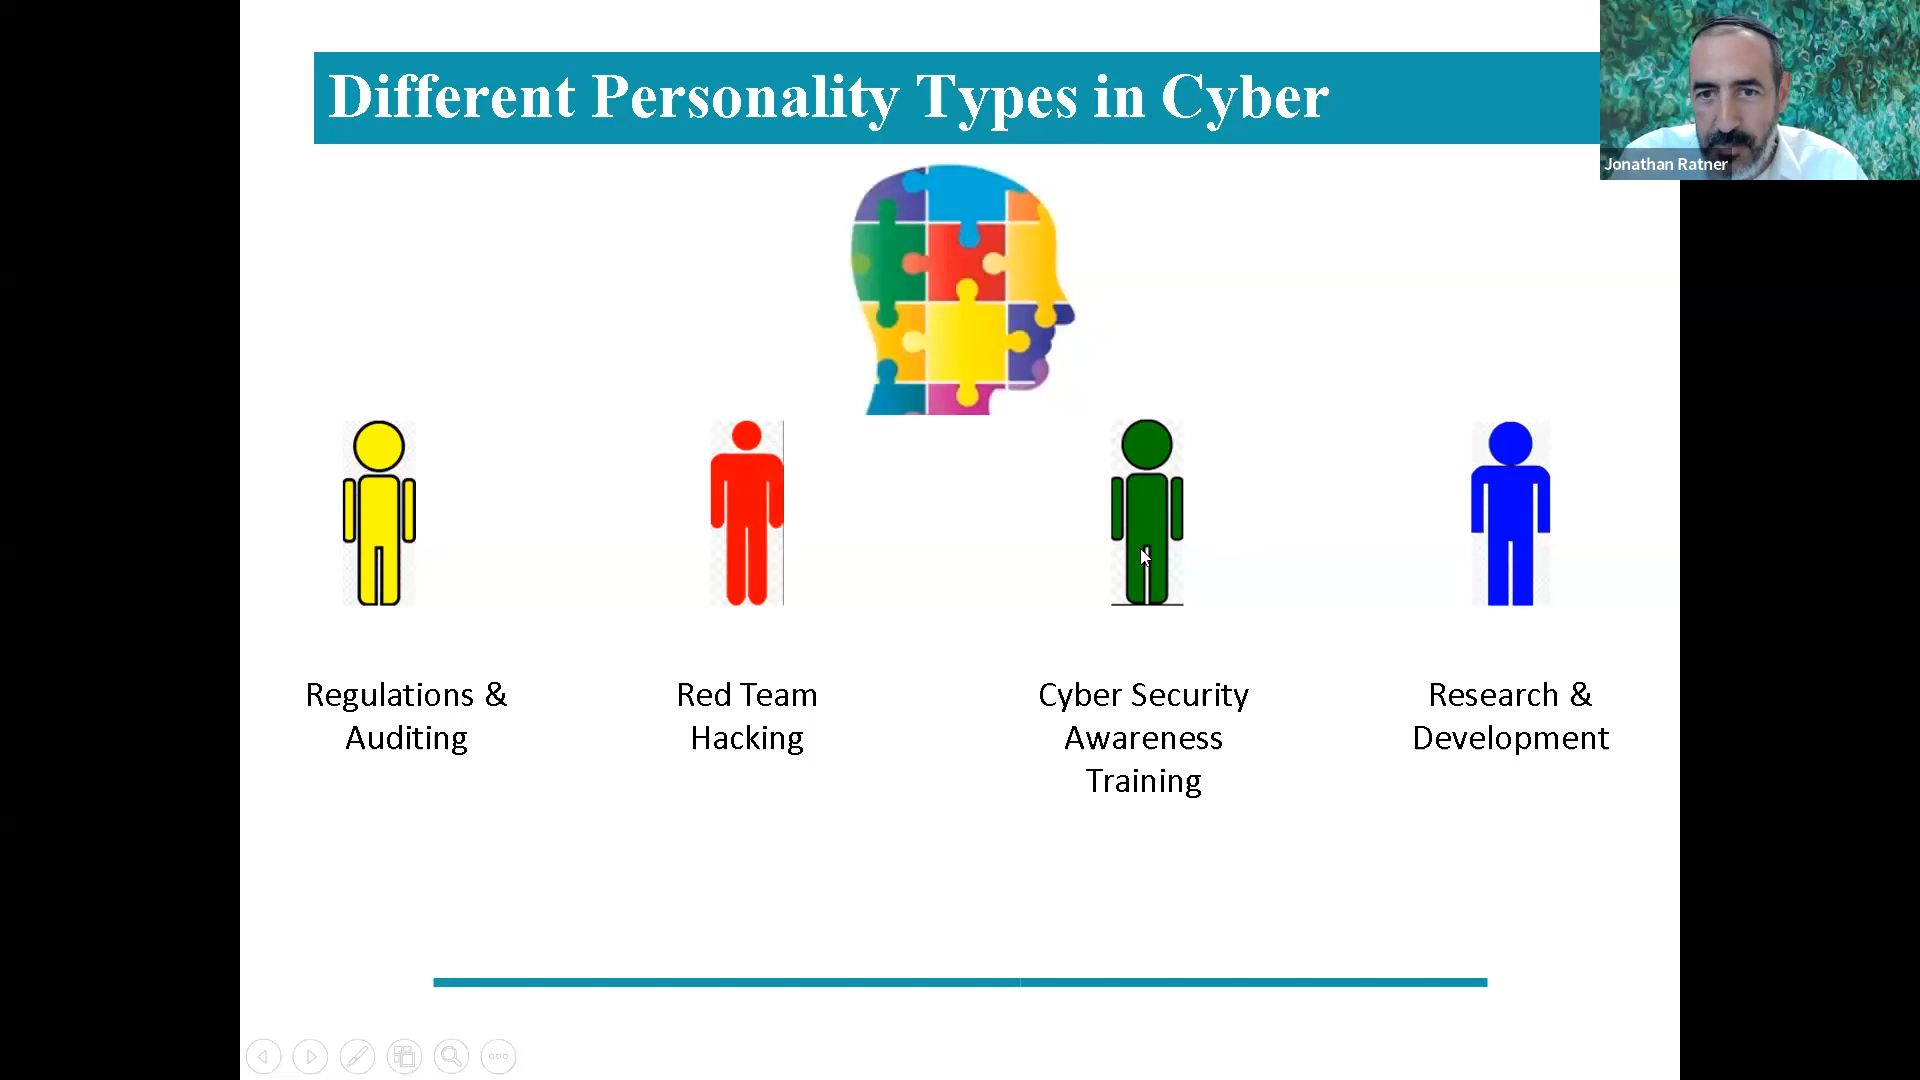 Different Personality Types in Cyber
Jonathan Ratner
Regulations &
Auditing
Red Team
Hacking
Cyber Security
Awareness
Training
Research &
Development